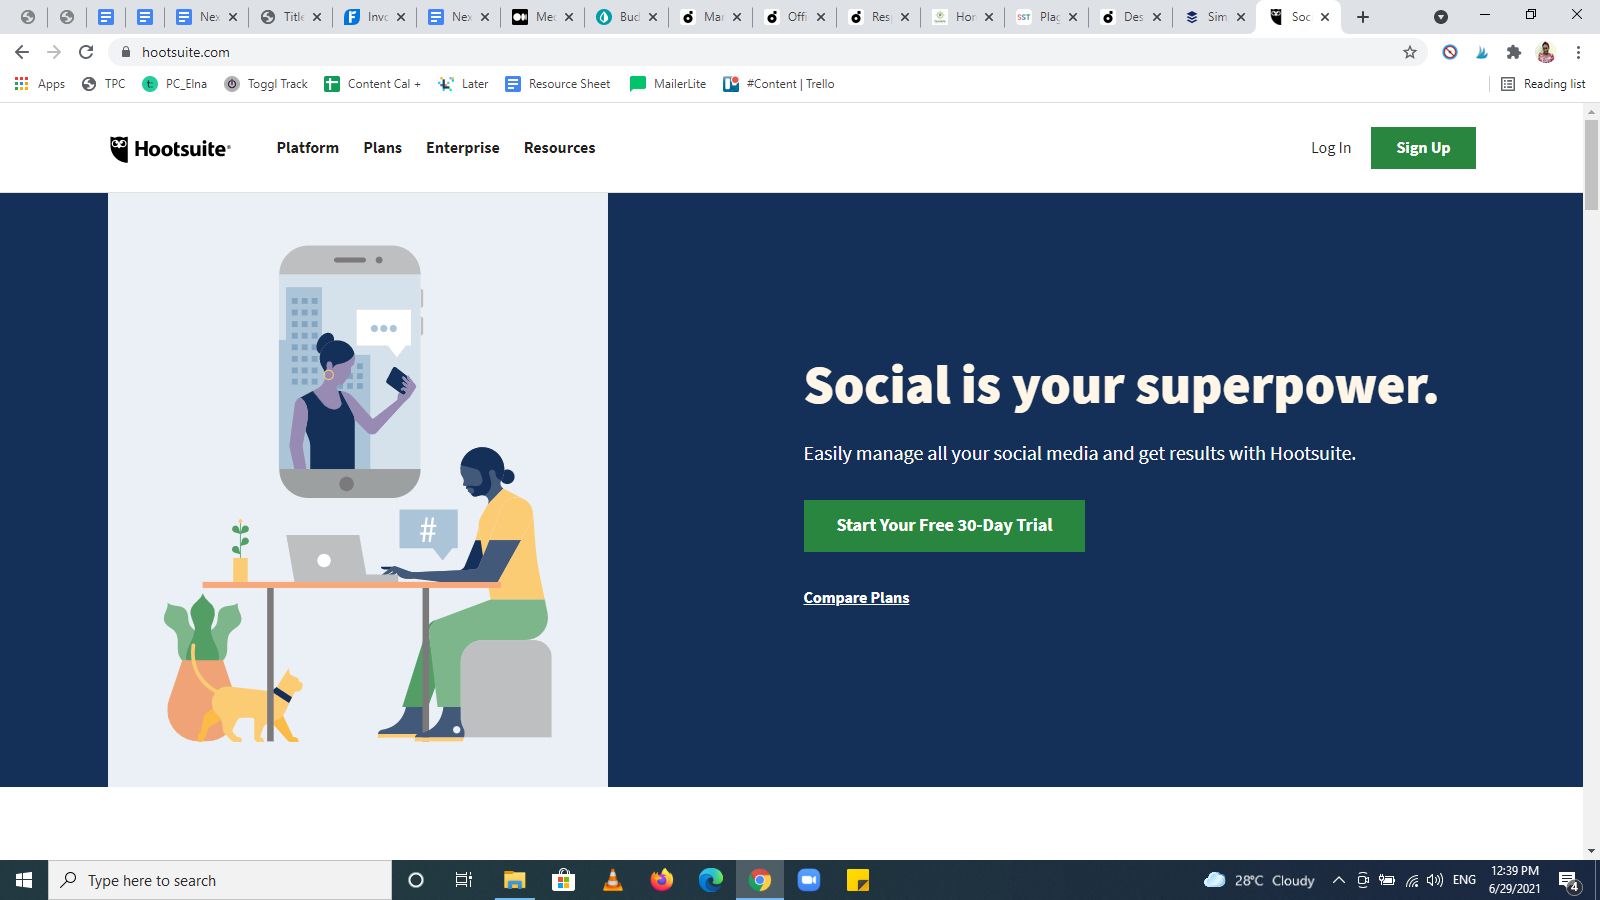 Nex
Title
Invo
Nex
Med
Bud
Mar
Offi
Resp
Hom
Plag
Des
Sim
Soc
hootsuite.com
Apps TPC PC_Elna Toggl Track Content Cal + Later Resource Sheet MailerLite #Content | Trello Reading list
Hootsuite Platform Plans Enterprise Resources Log In Sign Up
#
Social is your superpower.
Easily manage all your social media and get results with Hootsuite.
Start Your Free 30-Day Trial
Compare Plans
Type here to search
28°C Cloudy
ENG
12:39 PM
6/29/2021
4